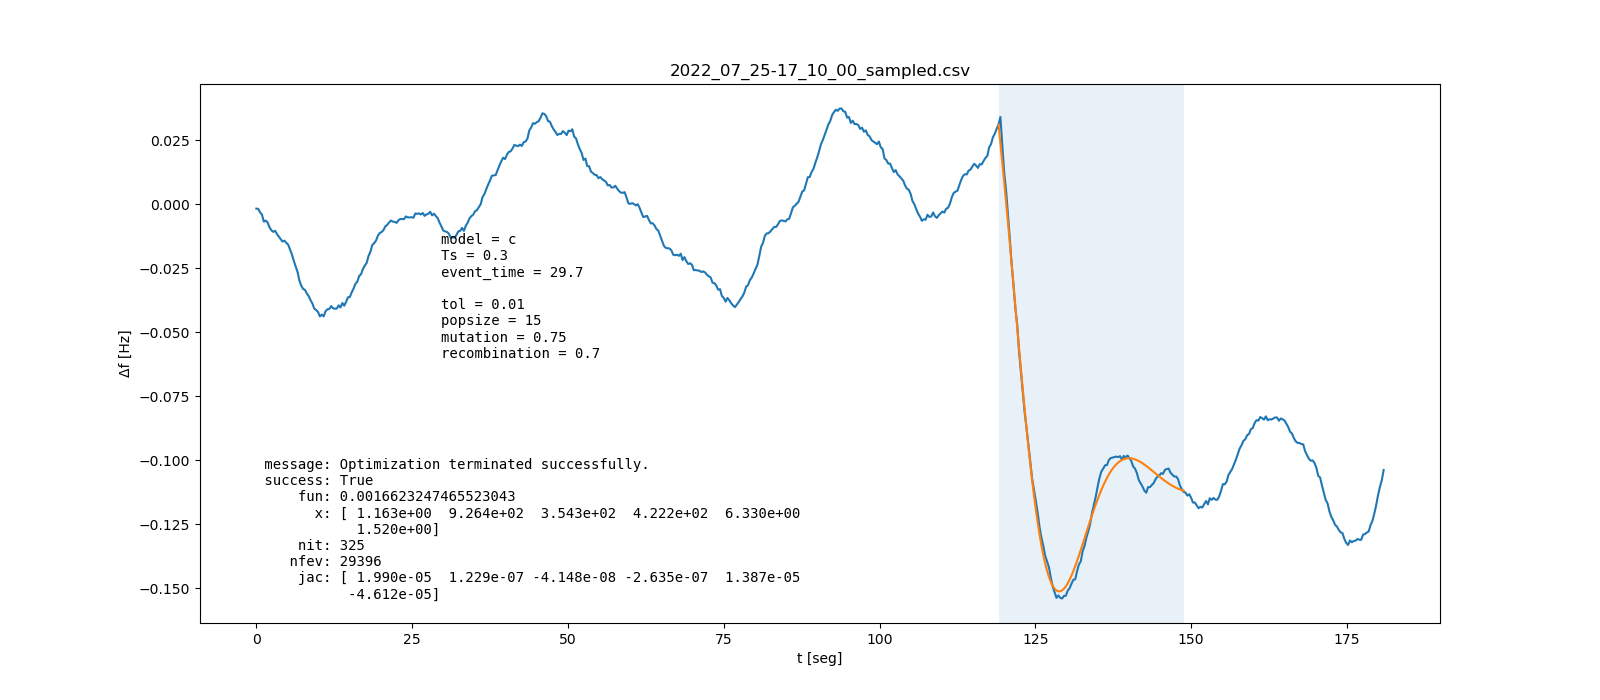 2022_07_25-17_10_00_sampled.csv
Δf [Hz]
0.025
0.000
−0.025
−0.050
−0.075
−0.100
−0.125
−0.150
model = c
Ts = 0.3
event_time = 29.7
tol = 0.01
popsize = 15
mutation = 0.75
recombination = 0.7
message: Optimization terminated successfully.
success: True
fun: 0.0016623247465523043
x: [ 1.163e+00 9.264e+02 3.543e+02 4.222e+02 6.330e+00
1.520e+00]
nit: 325
nfev: 29396
jac: [ 1.990e-05 1.229e-07 -4.148e-08 -2.635e-07 1.387e-05
-4.612e-05]
0 25 50 75 100 125 150 175
t [seg]